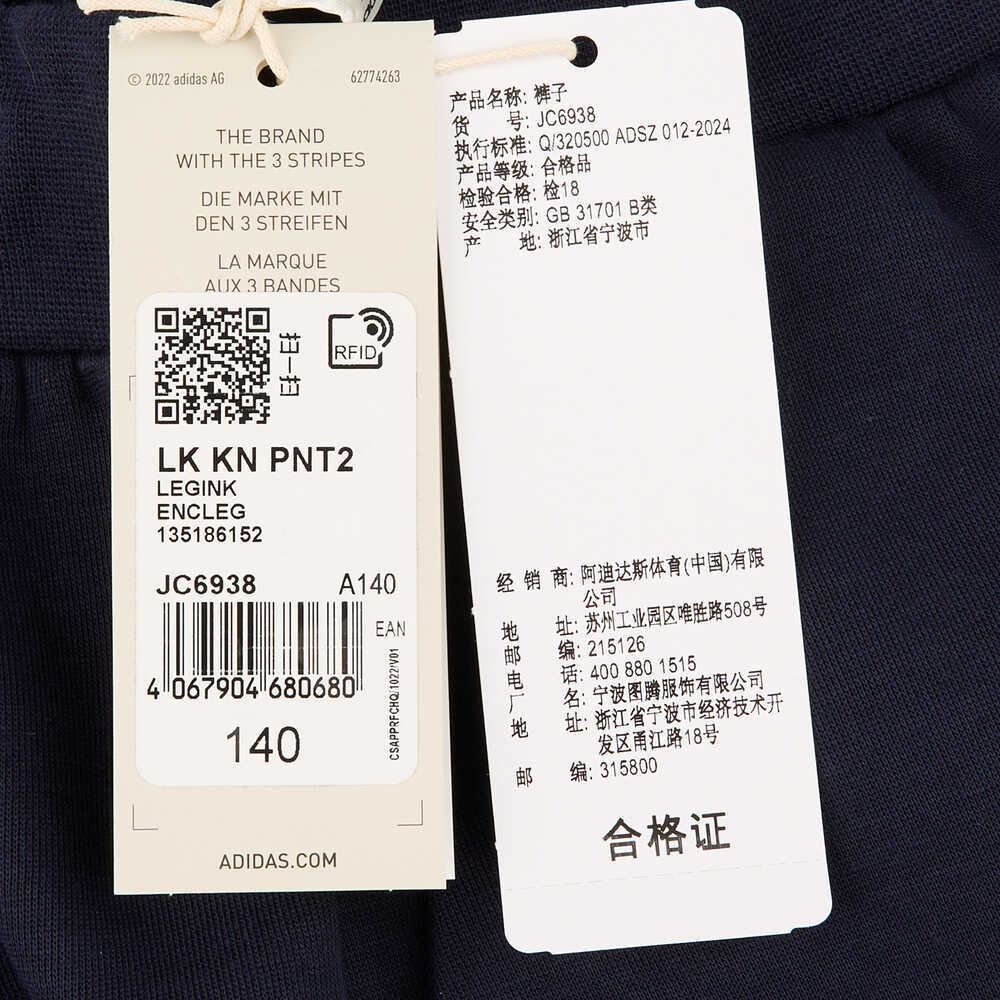 © 2022 adidas AG
62774263
THE BRAND
WITH THE 3 STRIPES
DIE MARKE MIT
DEN 3 STREIFEN
LA MARQUE
AUX 3 BANDES
扫一扫
RFID
LK KN PNT2
LEGINK
ENCLEG
135186152
JC6938 A140
EAN
4 067904 680680
CSAPPRFCHQ/1022/V01
140
ADIDAS.COM
产品名称: 裤子
货 号: JC6938
执行标准: Q/320500 ADSZ 012-2024
产品等级: 合格品
检验合格: 检18
安全类别: GB 31701 B类
产 地: 浙江省宁波市
经 销 商: 阿迪达斯体育(中国)有限
公司
地 址: 苏州工业园区唯胜路508号
邮 编: 215126
电 话: 400 880 1515
厂 名: 宁波图腾服饰有限公司
地 址: 浙江省宁波市经济技术开
发区甬江路18号
邮 编: 315800
合格证